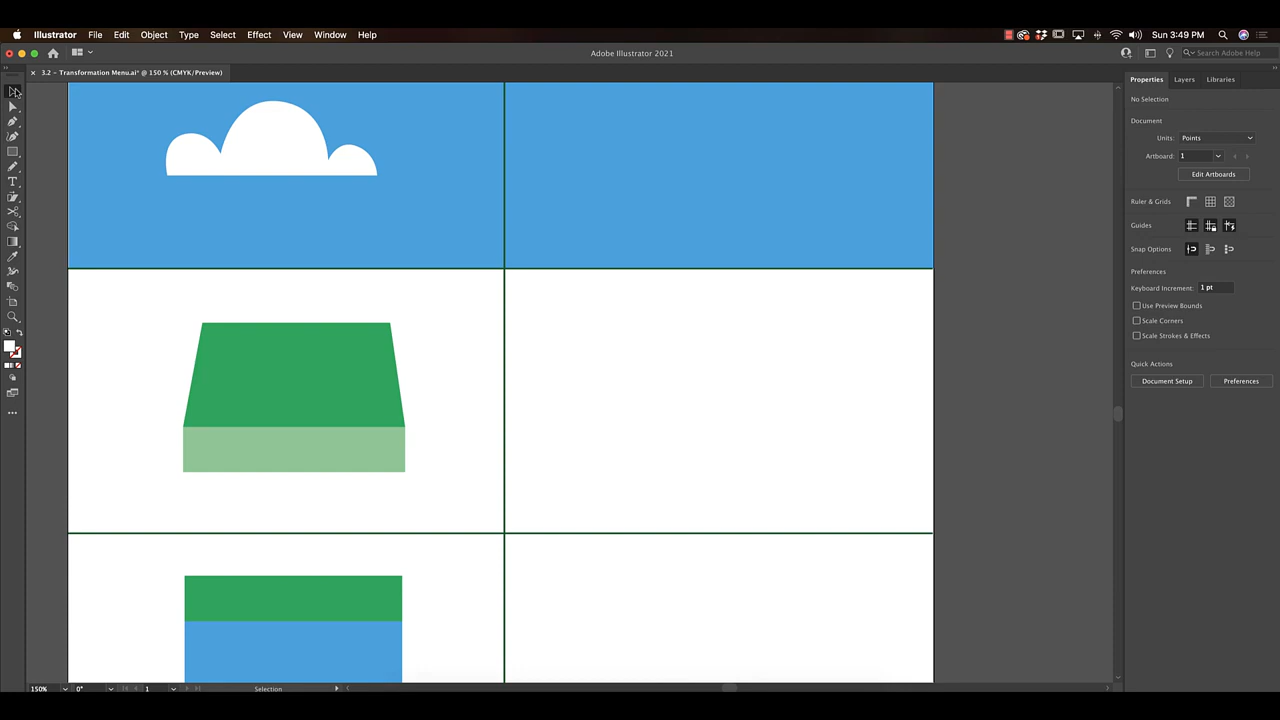 Illustrator File Edit Object Type Select Effect View Window Help Sun 3:49 PM
Adobe Illustrator 2021 Search Adobe Help
× 3.2 - Transformation Menu.ai* @ 150 % (CMYK/Preview)
Properties Layers Libraries
No Selection
Document
Units: Points
Artboard: 1
Edit Artboards
Ruler & Grids
Guides
Snap Options
Preferences
Keyboard Increment: 1 pt
Use Preview Bounds
Scale Corners
Scale Strokes & Effects
Quick Actions
Document Setup Preferences
150% 0° 1 Selection